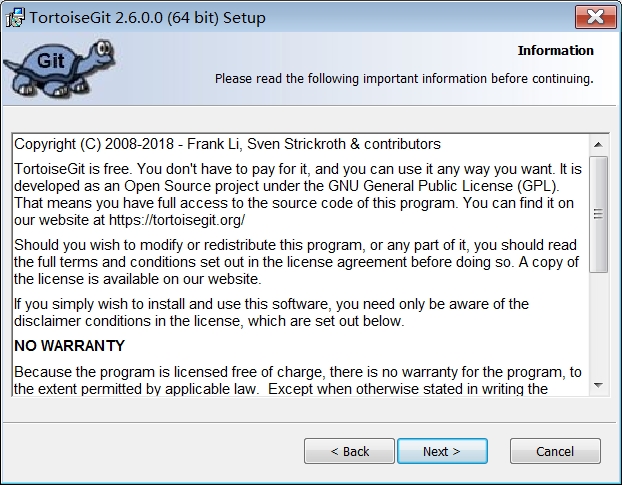 TortoiseGit 2.6.0.0 (64 bit) Setup
Git
Information
Please read the following important information before continuing.
Copyright (C) 2008-2018 - Frank Li, Sven Strickroth & contributors
TortoiseGit is free. You don't have to pay for it, and you can use it any way you want. It is
developed as an Open Source project under the GNU General Public License (GPL).
That means you have full access to the source code of this program. You can find it on
our website at https://tortoisegit.org/
Should you wish to modify or redistribute this program, or any part of it, you should read
the full terms and conditions set out in the license agreement before doing so. A copy of
the license is available on our website.
If you simply wish to install and use this software, you need only be aware of the
disclaimer conditions in the license, which are set out below.
NO WARRANTY
Because the program is licensed free of charge, there is no warranty for the program, to
the extent permitted by applicable law.  Except when otherwise stated in writing the
< Back
Next >
Cancel